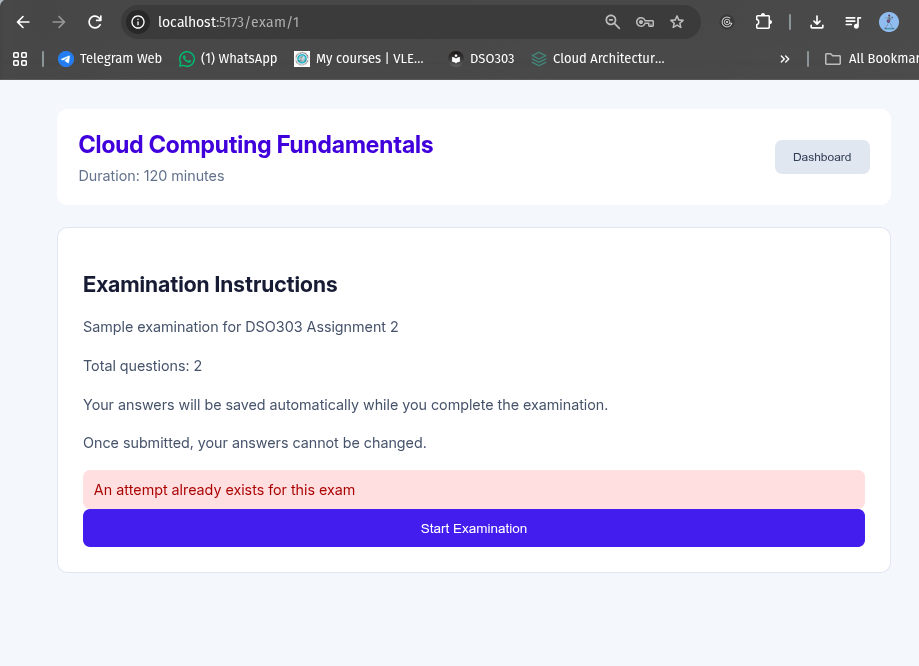 localhost:5173/exam/1
Telegram Web
(1) WhatsApp
My courses | VLE...
DSO303
Cloud Architectur...
»
All Bookmar
Cloud Computing Fundamentals
Duration: 120 minutes
Dashboard
Examination Instructions
Sample examination for DSO303 Assignment 2
Total questions: 2
Your answers will be saved automatically while you complete the examination.
Once submitted, your answers cannot be changed.
An attempt already exists for this exam
Start Examination